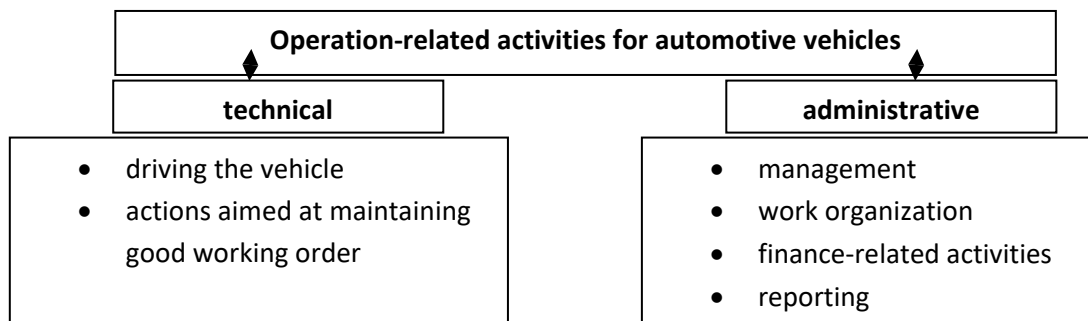 Operation-related activities for automotive vehicles
technical
administrative
• driving the vehicle
• actions aimed at maintaining
good working order
• management
• work organization
• finance-related activities
• reporting